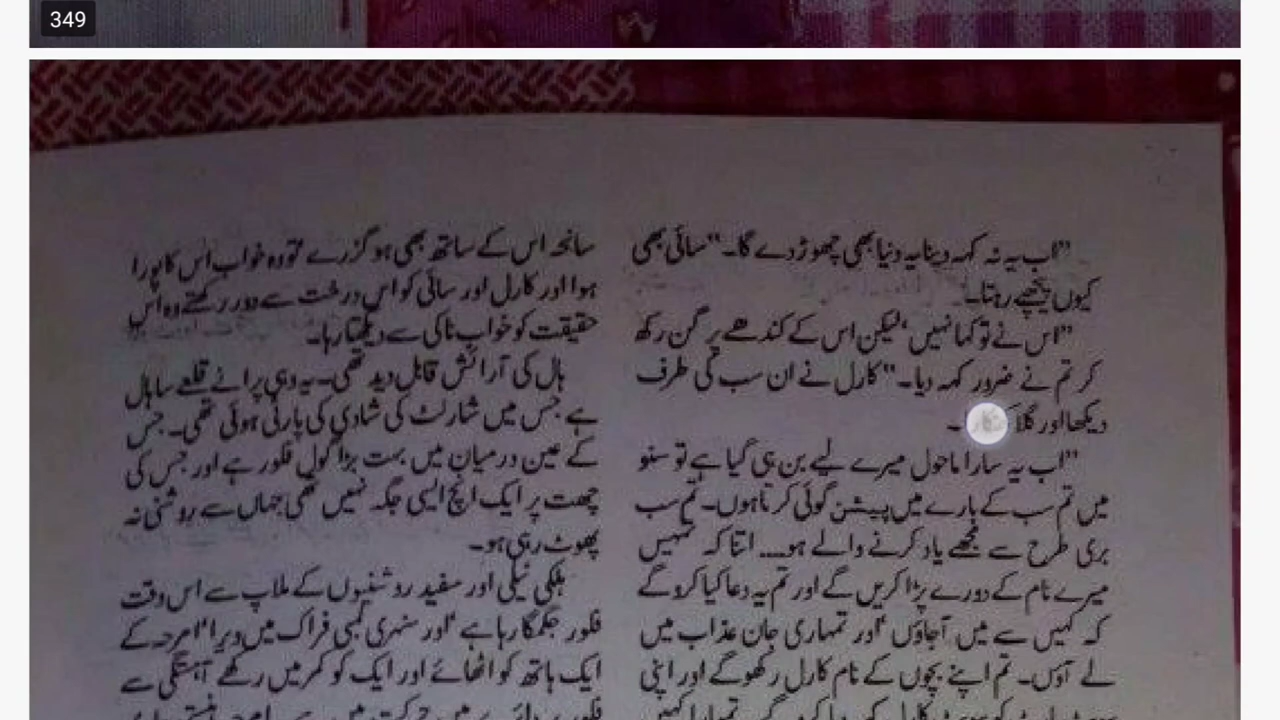 349
"اب یہ نہ کہہ دینا یہ دنیا بھی چھوڑ دے گا۔" سائی بھی
کیوں پیچھے رہتا۔
"اس نے تو کہا نہیں، لیکن اس کے کندھے پر گن رکھ
کر تم نے ضرور کہہ دیا۔" کارل نے ان سب کی طرف
دیکھا اور گلا
"اب یہ سارا ماحول میرے لیے بن ہی گیا ہے تو سنو
میں تم سب کے بارے میں پیشن گوئی کرتا ہوں۔ تم سب
بری طرح سے مجھے یاد کرنے والے ہو.... اتنا کہ تمہیں
میرے نام کے دورے پڑا کریں گے اور تم یہ دعا کیا کرو گے
کہ کہیں سے میں آجاؤں اور تمہاری جان عذاب میں
لے آؤں۔ تم اپنے بچوں کے نام کارل رکھو گے اور اپنی
سانحہ اس کے ساتھ بھی ہو گزرے تو وہ خواب اس کا پورا
ہوا اور کارل اور سائی کو اس درخت سے دور رکھتے وہ اس
حقیقت کو خواب ناکی سے دیکھتا رہا۔
ہال کی آرائش قابل دید تھی۔ یہ وہی پرانے قلعے سا ہال
ہے جس میں شارلٹ کی شادی کی پارٹی ہوئی تھی۔ جس
کے عین درمیان میں بہت بڑا گول فلور ہے اور جس کی
چھت پر ایک انچ ایسی جگہ نہیں تھی جہاں سے روشنی نہ
پھوٹ رہی ہو۔
ہلکی نیلی اور سفید روشنیوں کے ملاپ سے اس وقت
فلور جگمگا رہا ہے اور سنہری لمبی فراک میں ویرا، امرحہ کے
ایک ہاتھ کو اٹھائے اور ایک کو کمر میں رکھے آہستگی سے